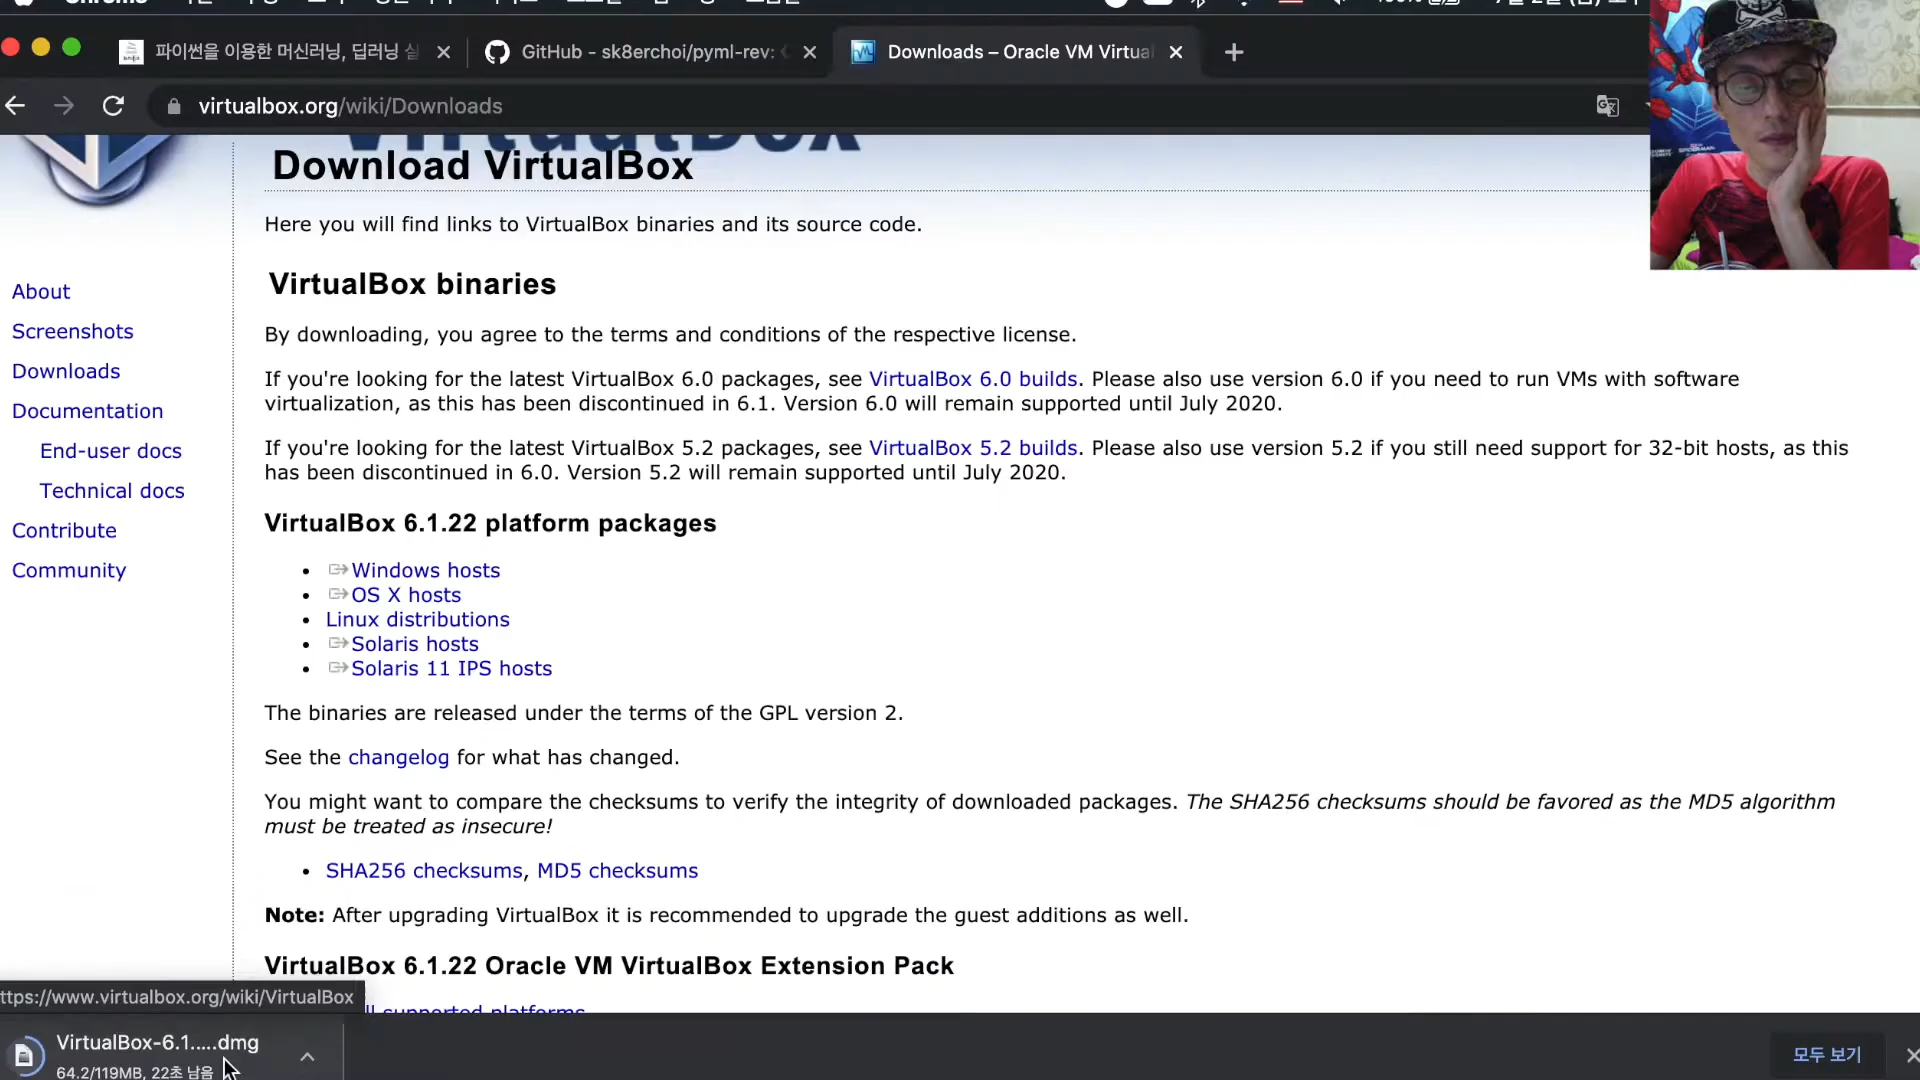 파이썬을 이용한 머신러닝, 딥러닝 실
GitHub - sk8erchoi/pyml-rev:
Downloads – Oracle VM Virtua
virtualbox.org/wiki/Downloads
Download VirtualBox
Here you will find links to VirtualBox binaries and its source code.
About
Screenshots
Downloads
Documentation
End-user docs
Technical docs
Contribute
Community
VirtualBox binaries
By downloading, you agree to the terms and conditions of the respective license.
If you're looking for the latest VirtualBox 6.0 packages, see VirtualBox 6.0 builds. Please also use version 6.0 if you need to run VMs with software
virtualization, as this has been discontinued in 6.1. Version 6.0 will remain supported until July 2020.
If you're looking for the latest VirtualBox 5.2 packages, see VirtualBox 5.2 builds. Please also use version 5.2 if you still need support for 32-bit hosts, as this
has been discontinued in 6.0. Version 5.2 will remain supported until July 2020.
VirtualBox 6.1.22 platform packages
Windows hosts
OS X hosts
Linux distributions
Solaris hosts
Solaris 11 IPS hosts
The binaries are released under the terms of the GPL version 2.
See the changelog for what has changed.
You might want to compare the checksums to verify the integrity of downloaded packages. The SHA256 checksums should be favored as the MD5 algorithm
must be treated as insecure!
SHA256 checksums, MD5 checksums
Note: After upgrading VirtualBox it is recommended to upgrade the guest additions as well.
VirtualBox 6.1.22 Oracle VM VirtualBox Extension Pack
ttps://www.virtualbox.org/wiki/VirtualBox
ll supported platforms
VirtualBox-6.1.....dmg
64.2/119MB, 22초 남음
모두 보기